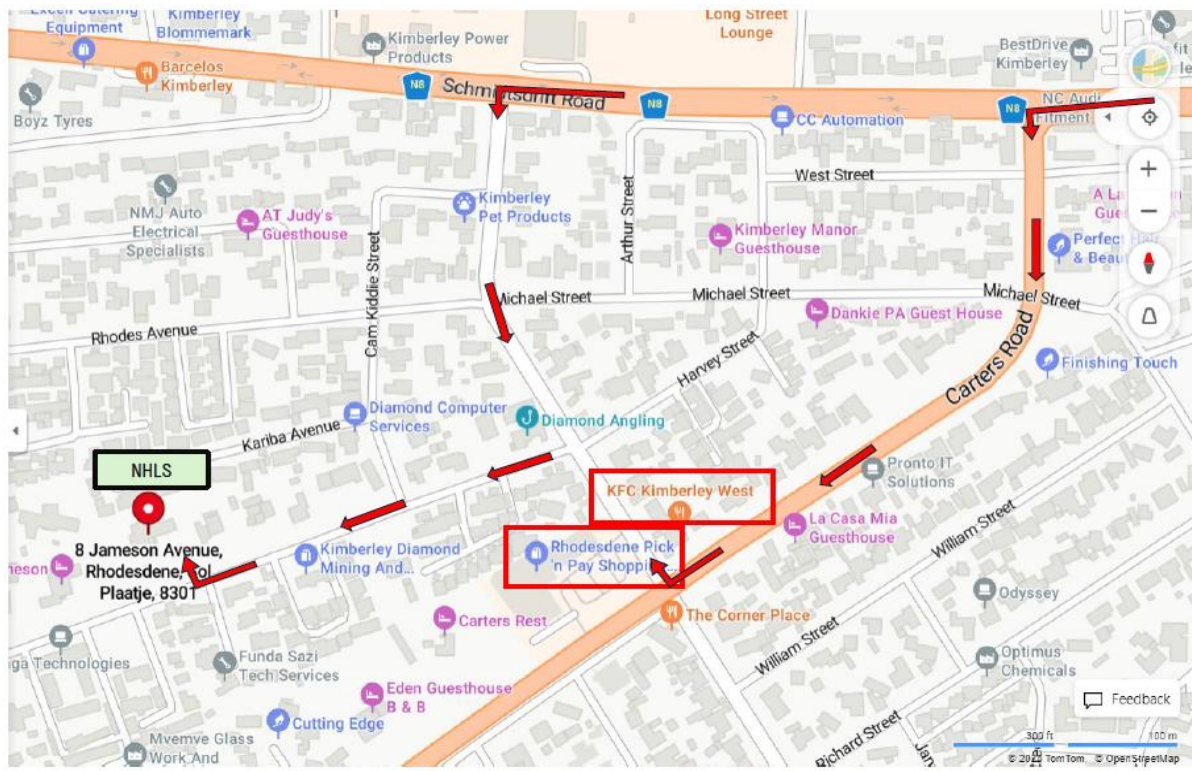 Equipment
Kimberley
Blommemark
Long Street
Lounge
Kimberley Power
Products
BestDrive
Kimberley
Barcelos
Kimberley
N8
Schmidtsdrift Road
N8
N8
NC Audi
Fitment
Boyz Tyres
CC Automation
West Street
NMJ Auto
Electrical
Specialists
AT Judy's
Guesthouse
Kimberley
Pet Products
Arthur Street
Kimberley Manor
Guesthouse
Cam Kiddie Street
Michael Street
Michael Street
Michael Street
Rhodes Avenue
Dankie PA Guest House
Harvey Street
Carters Road
Finishing Touch
Diamond Computer
Services
Diamond Angling
Kariba Avenue
NHLS
KFC Kimberley West
Pronto IT
Solutions
La Casa Mia
Guesthouse
William Street
8 Jameson Avenue,
Rhodesdene, Sol
Plaatje, 8301
Kimberley Diamond
Mining And...
Rhodesdene Pick
'n Pay Shoppin...
Odyssey
Carters Rest
The Corner Place
William Street
Optimus
Chemicals
Funda Sazi
Tech Services
Technologies
Eden Guesthouse
B & B
Cutting Edge
Feedback
Mvemve Glass
Work And
Richard Street
300 ft
100 m
TomTom, © OpenStreetMap